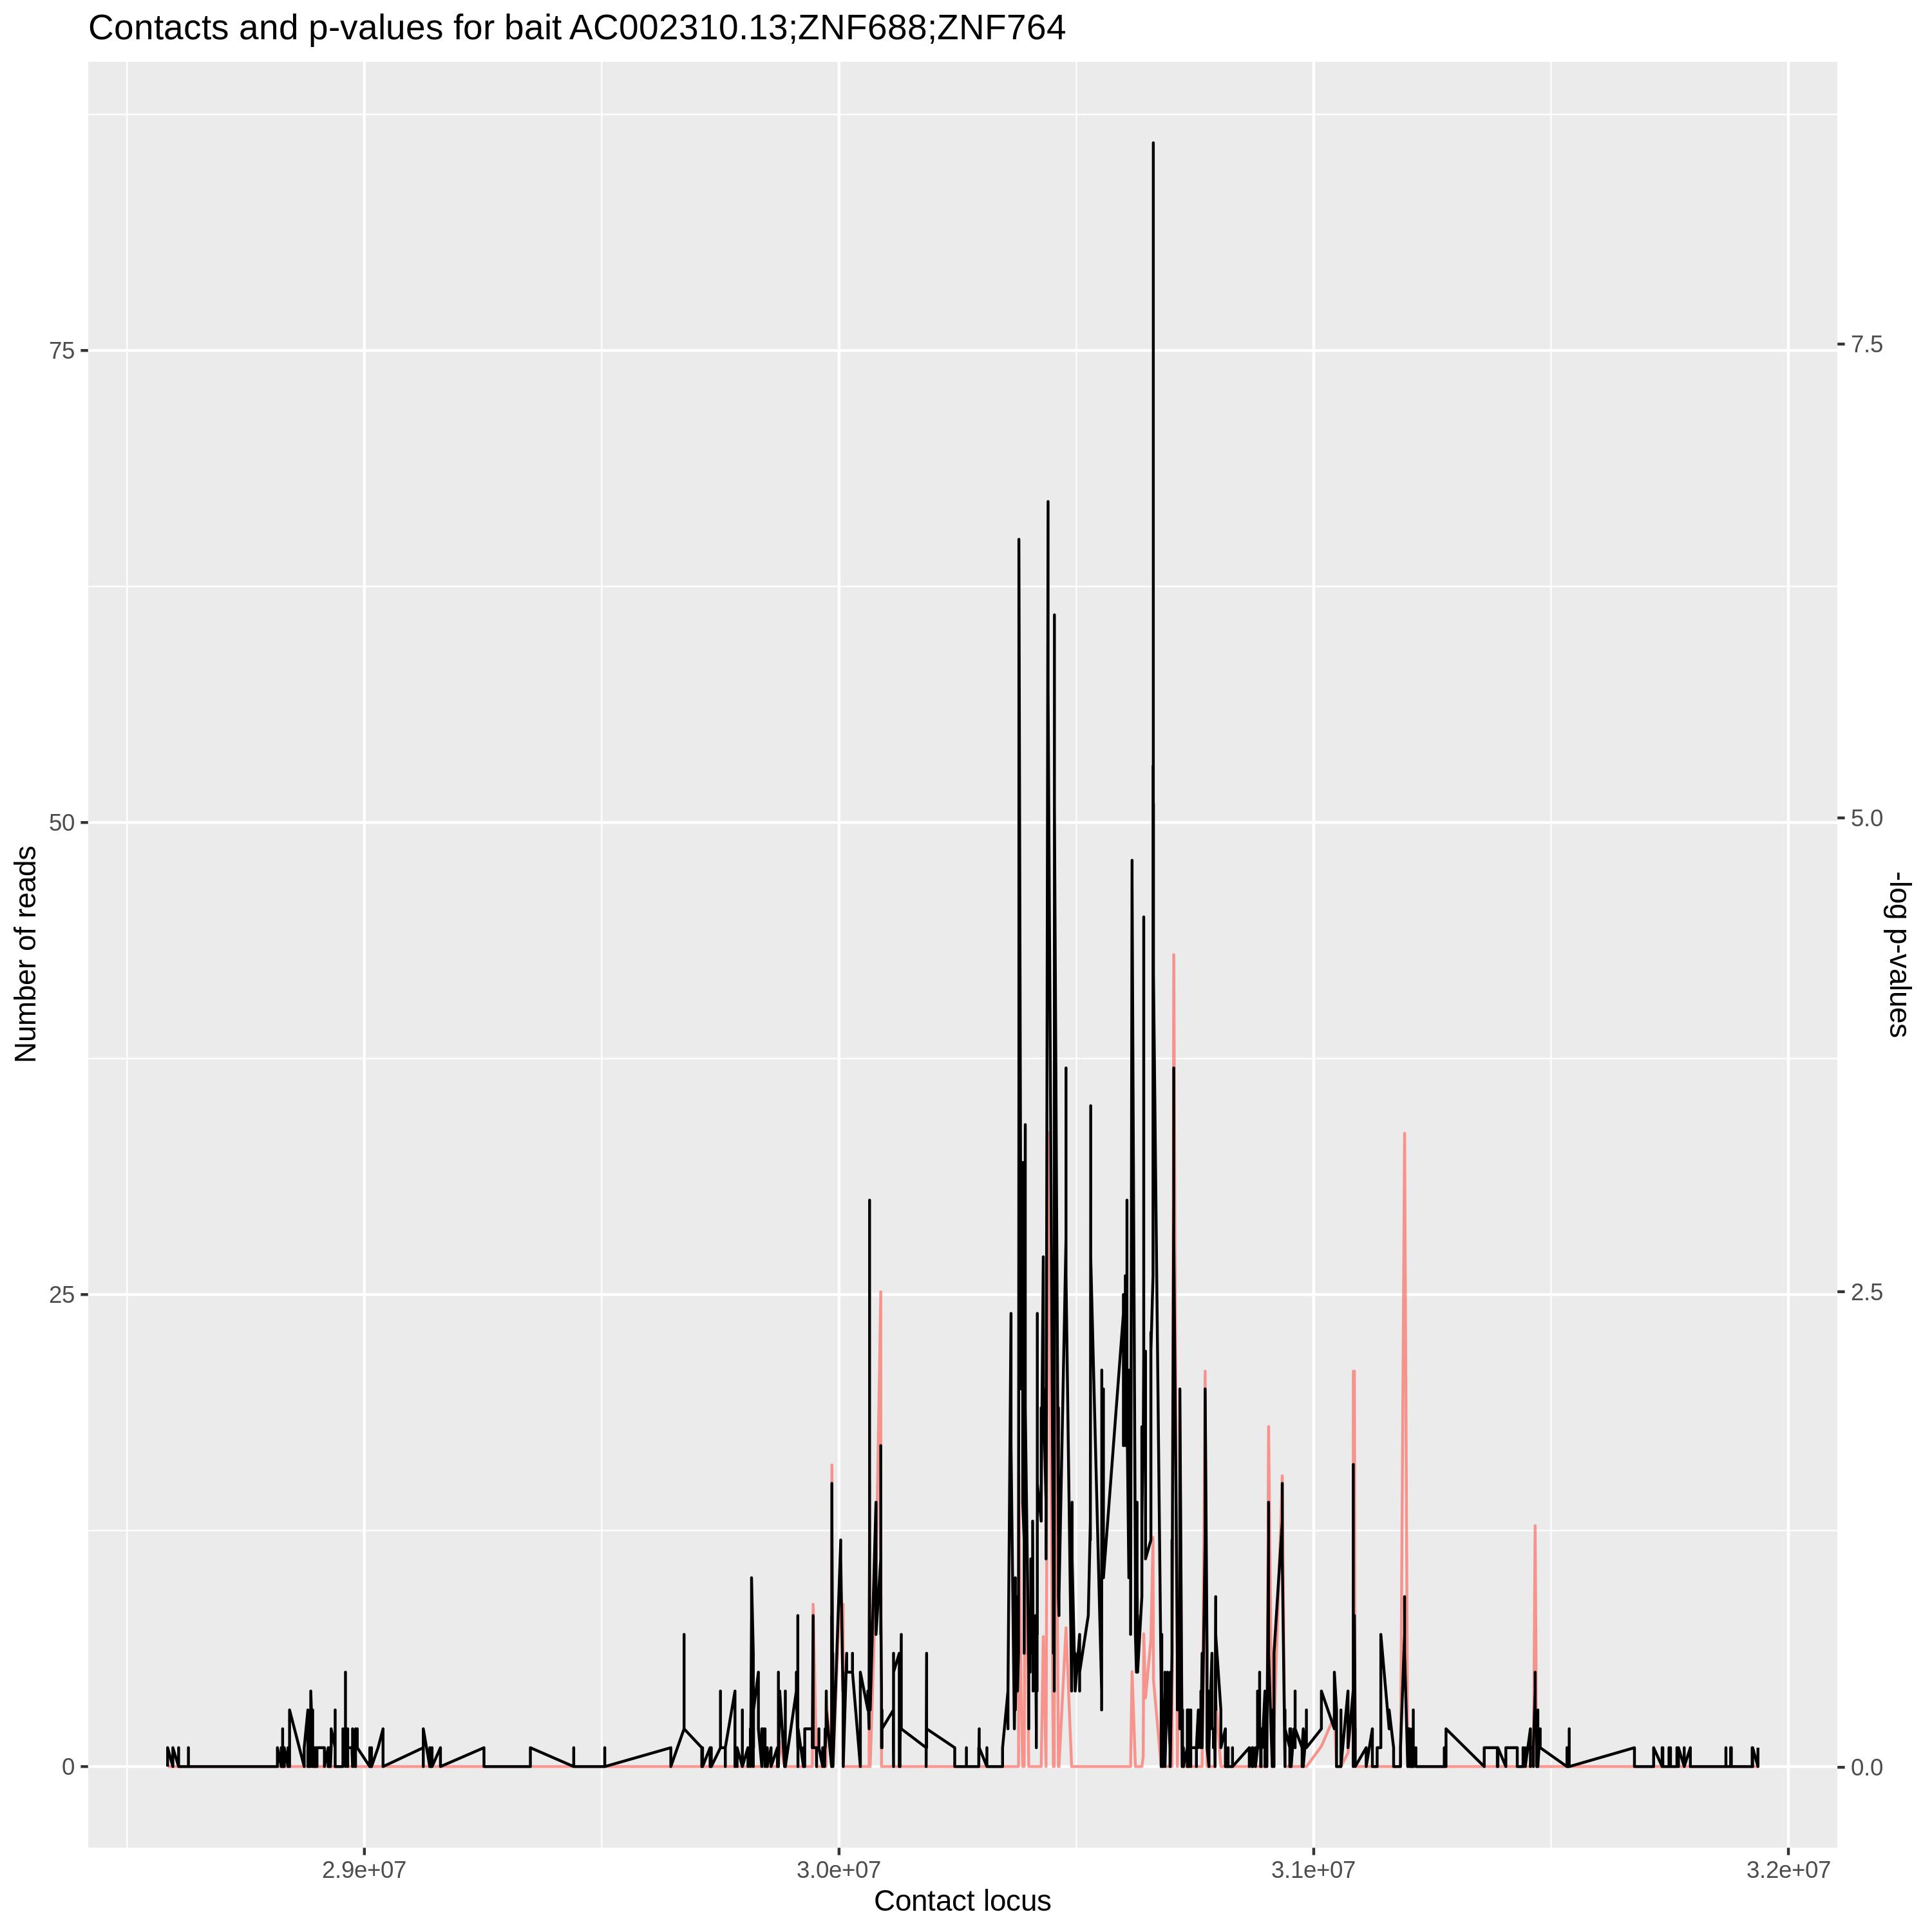 Contacts and p-values for bait AC002310.13;ZNF688;ZNF764
Number of reads
75
50
25
0
7.5
5.0
2.5
0.0
-log p-values
2.9e+07
3.0e+07
3.1e+07
3.2e+07
Contact locus